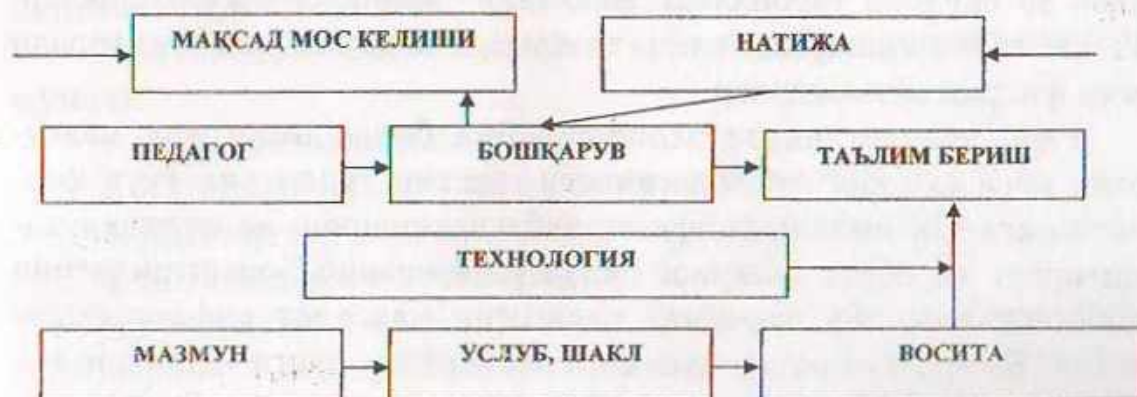 МАҚСАД МОС КЕЛИШИ
НАТИЖА
ПЕДАГОГ
БОШҚАРУВ
ТАЪЛИМ БЕРИШ
ТЕХНОЛОГИЯ
МАЗМУН
УСЛУБ, ШАКЛ
ВОСИТА